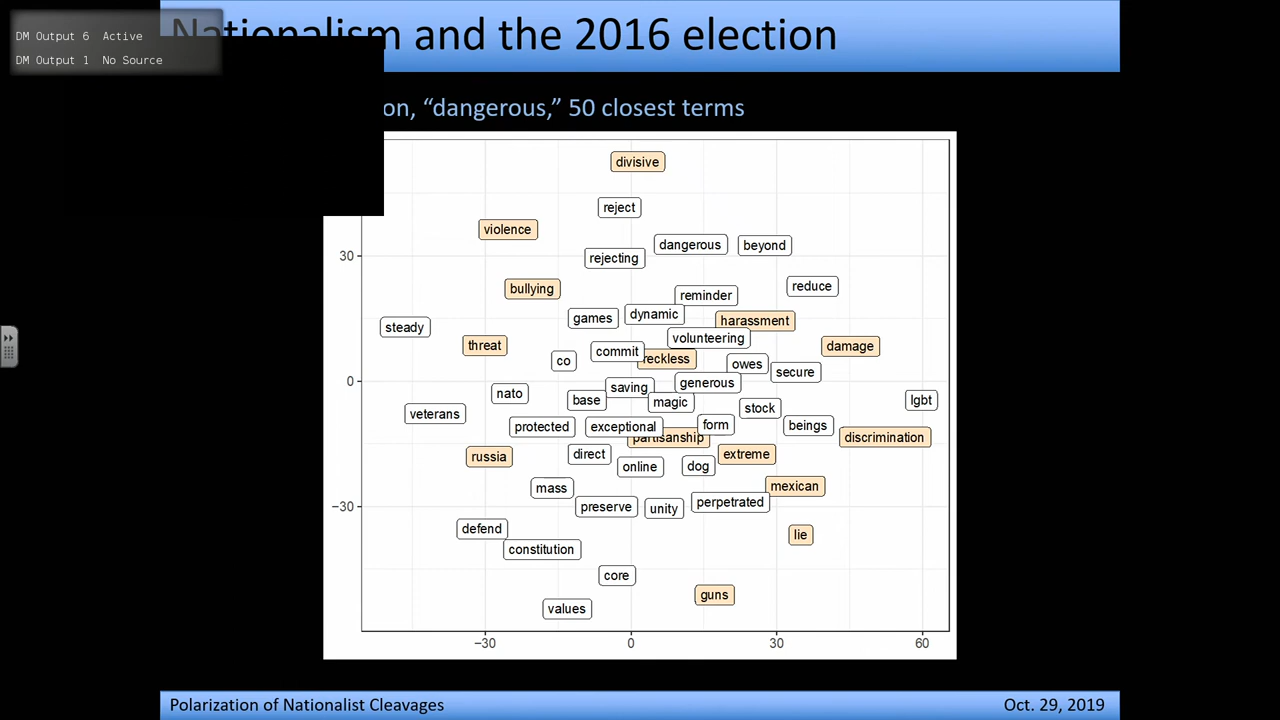 DM Output 6 Active
DM Output 1 No Source
Nationalism and the 2016 election
on, “dangerous,” 50 closest terms
divisive
reject
violence
dangerous
beyond
rejecting
30
bullying
reduce
reminder
games
dynamic
harassment
steady
volunteering
threat
damage
commit
reckless
co
owes
secure
0
saving
generous
nato
base
magic
lgbt
stock
veterans
protected
exceptional
form
beings
partisanship
discrimination
russia
direct
extreme
online
dog
mass
mexican
−30
preserve
unity
perpetrated
defend
lie
constitution
core
guns
values
−30
0
30
60
Polarization of Nationalist Cleavages
Oct. 29, 2019